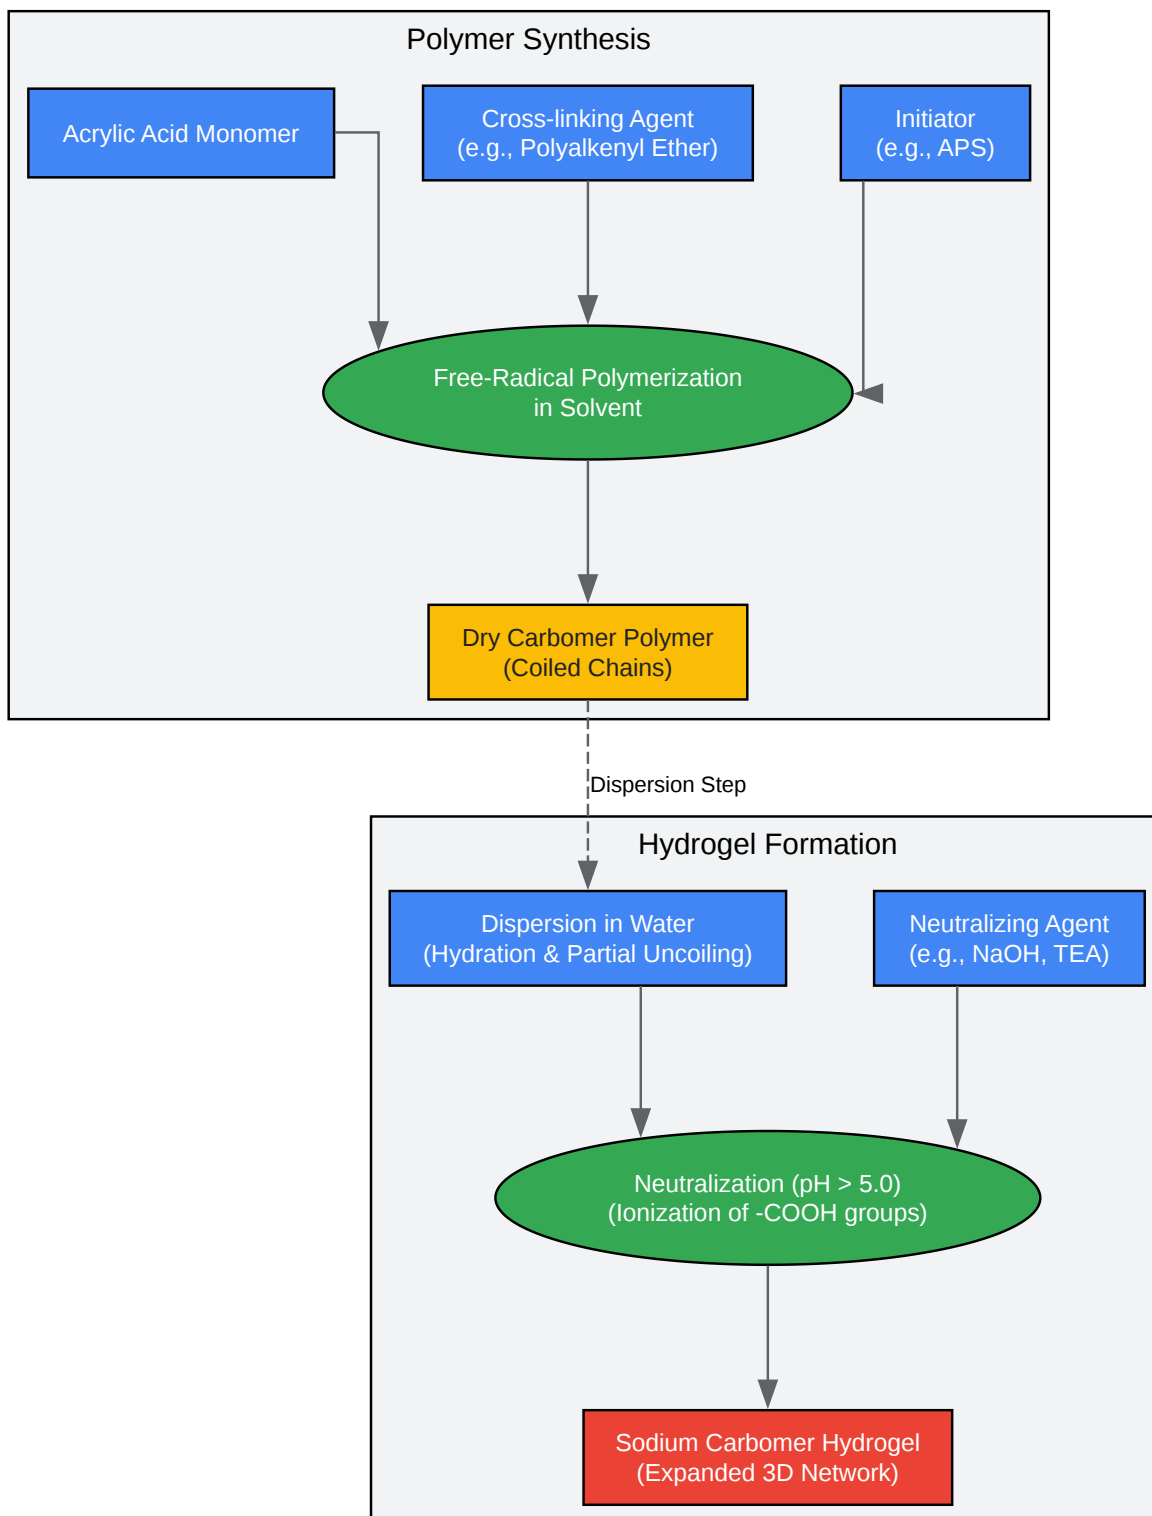 Polymer Synthesis
Acrylic Acid Monomer
Cross-linking Agent
(e.g., Polyalkenyl Ether)
Initiator
(e.g., APS)
Free-Radical Polymerization
in Solvent
Dry Carbomer Polymer
(Coiled Chains)
Dispersion Step
Hydrogel Formation
Dispersion in Water
(Hydration & Partial Uncoiling)
Neutralizing Agent
(e.g., NaOH, TEA)
Neutralization (pH > 5.0)
(Ionization of -COOH groups)
Sodium Carbomer Hydrogel
(Expanded 3D Network)